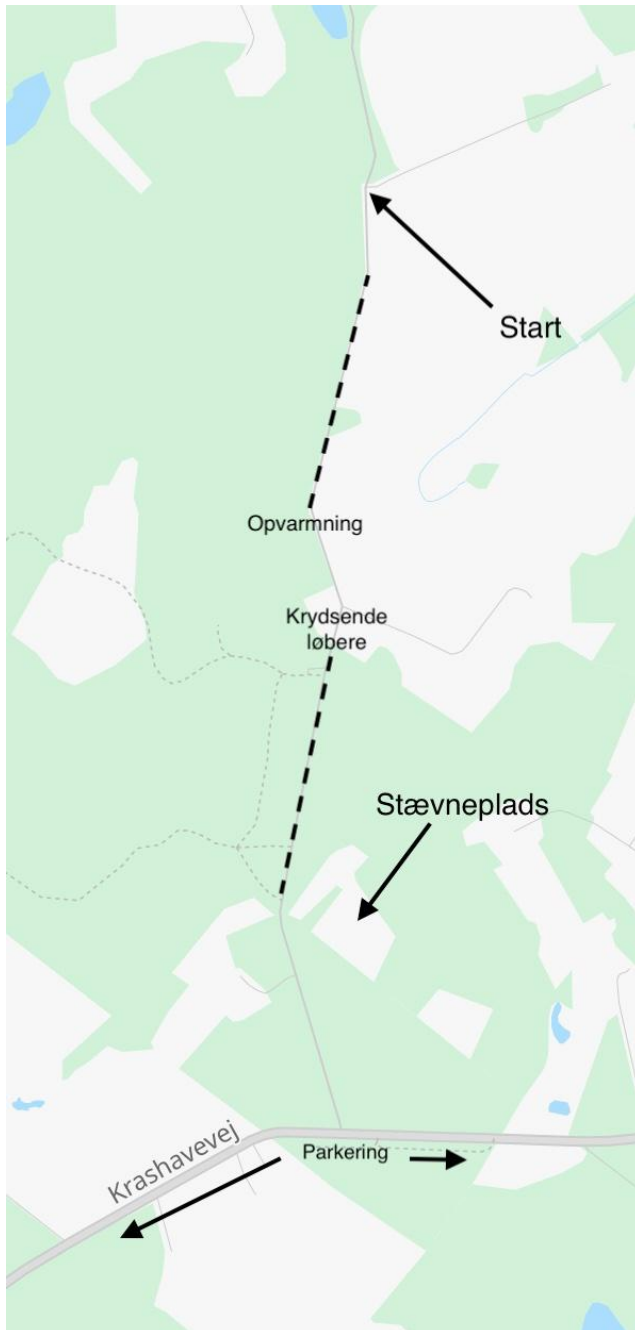 Start
Opvarmning
Krydsende
løbere
Stævneplads
Krashavevej
Parkering